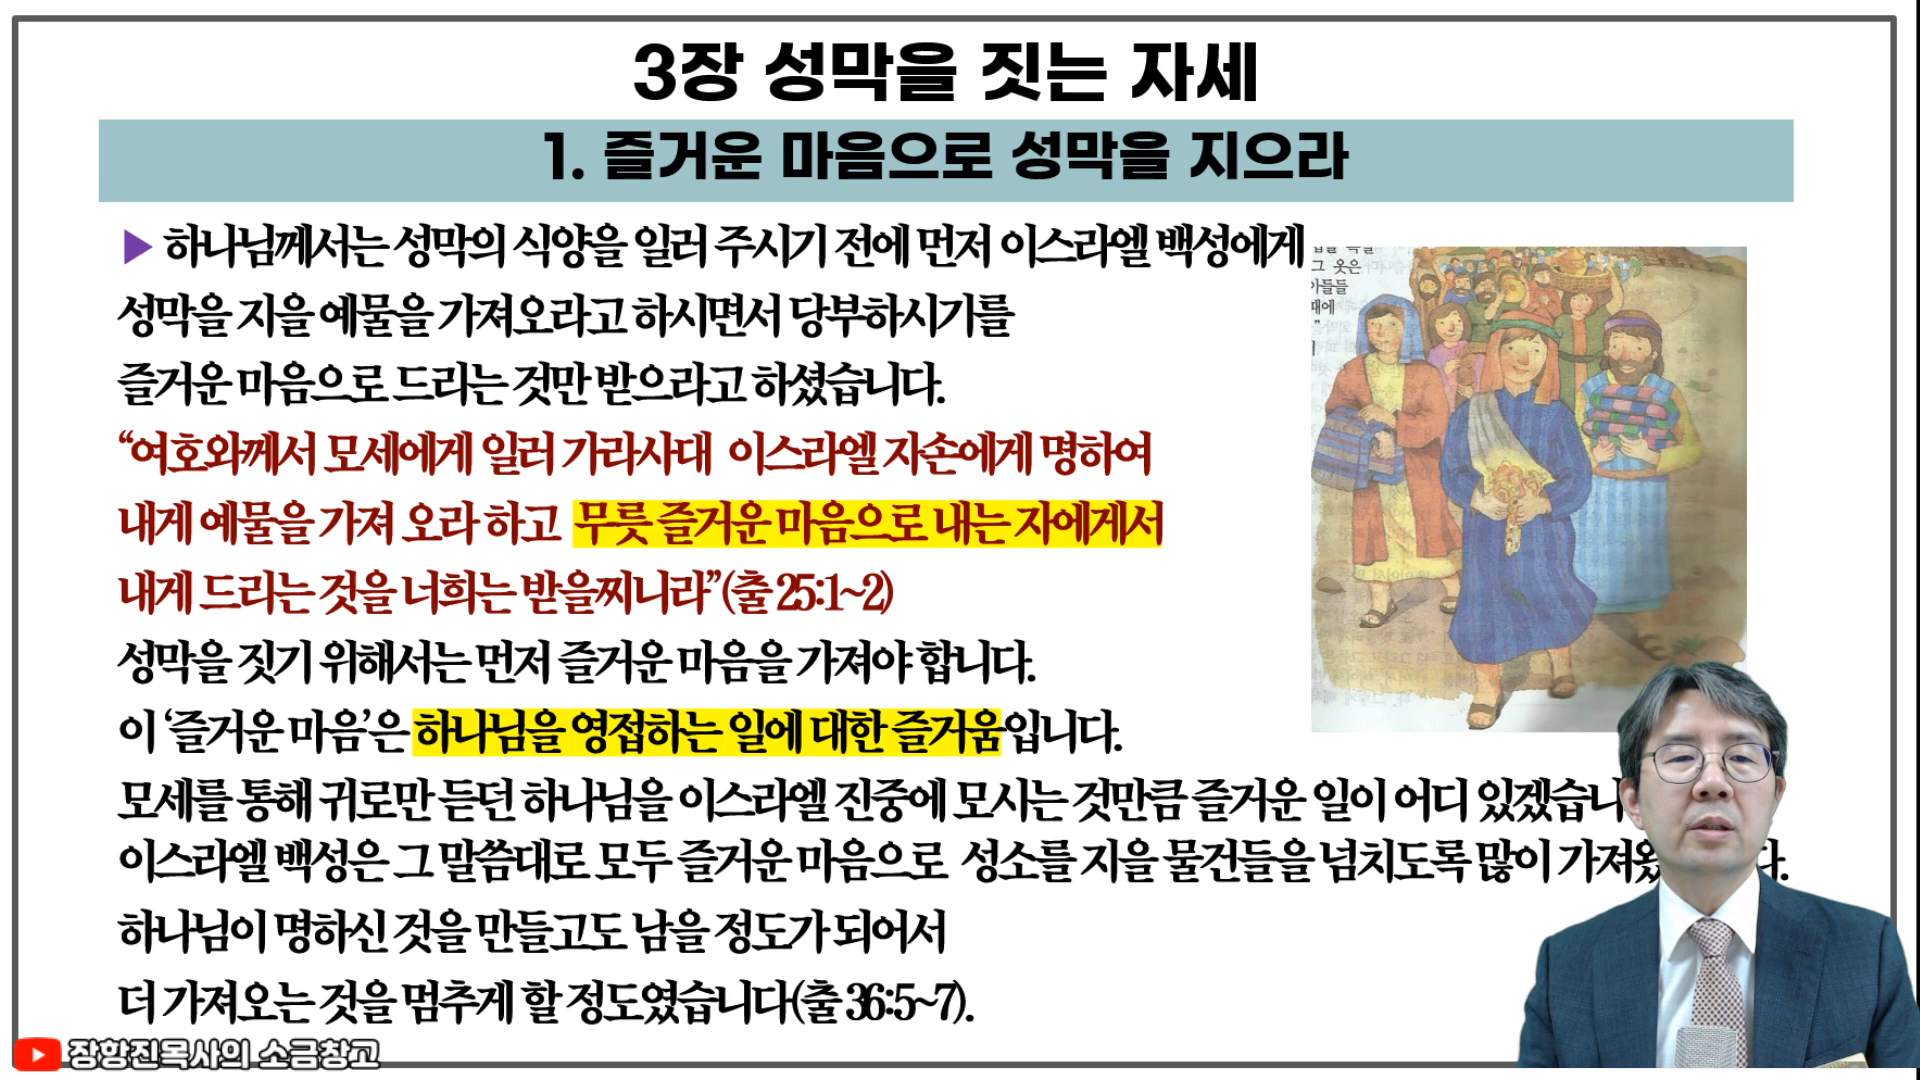 3장 성막을 짓는 자세
1. 즐거운 마음으로 성막을 지으라
▶ 하나님께서는 성막의 식양을 일러 주시기 전에 먼저 이스라엘 백성에게
성막을 지을 예물을 가져오라고 하시면서 당부하시기를
즐거운 마음으로 드리는 것만 받으라고 하셨습니다.
“여호와께서 모세에게 일러 가라사대 이스라엘 자손에게 명하여
내게 예물을 가져 오라 하고 무릇 즐거운 마음으로 내는 자에게서
내게 드리는 것을 너희는 받을찌니라”(출 25:1~2)
성막을 짓기 위해서는 먼저 즐거운 마음을 가져야 합니다.
이 ‘즐거운 마음’은 하나님을 영접하는 일에 대한 즐거움입니다.
모세를 통해 귀로만 듣던 하나님을 이스라엘 진중에 모시는 것만큼 즐거운 일이 어디 있겠습니
이스라엘 백성은 그 말씀대로 모두 즐거운 마음으로 성소를 지을 물건들을 넘치도록 많이 가져왔 다.
하나님이 명하신 것을 만들고도 남을 정도가 되어서
더 가져오는 것을 멈추게 할 정도였습니다(출 36:5~7).
그 옷은
아들들
때에
장항진목사의 소금창고